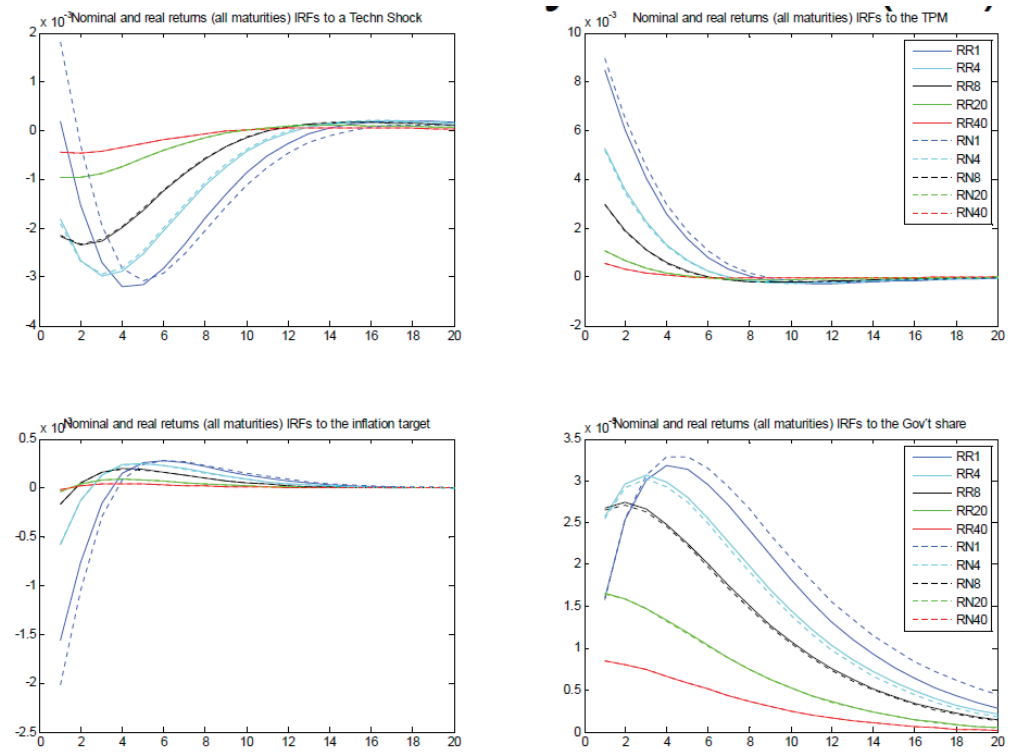 x 10⁻³ Nominal and real returns (all maturities) IRFs to a Techn Shock
2
1
0
-1
-2
-3
-4
0 2 4 6 8 10 12 14 16 18 20
x 10⁻³ Nominal and real returns (all maturities) IRFs to the TPM
10
8
6
4
2
0
-2
0 2 4 6 8 10 12 14 16 18 20
RR1
RR4
RR8
RR20
RR40
RN1
RN4
RN8
RN20
RN40
x 10 Nominal and real returns (all maturities) IRFs to the inflation target
0.5
0
-0.5
-1
-1.5
-2
-2.5
0 2 4 6 8 10 12 14 16 18 20
x 10 Nominal and real returns (all maturities) IRFs to the Gov't share
3.5
3
2.5
2
1.5
1
0.5
0
0 2 4 6 8 10 12 14 16 18 20
RR1
RR4
RR8
RR20
RR40
RN1
RN4
RN8
RN20
RN40